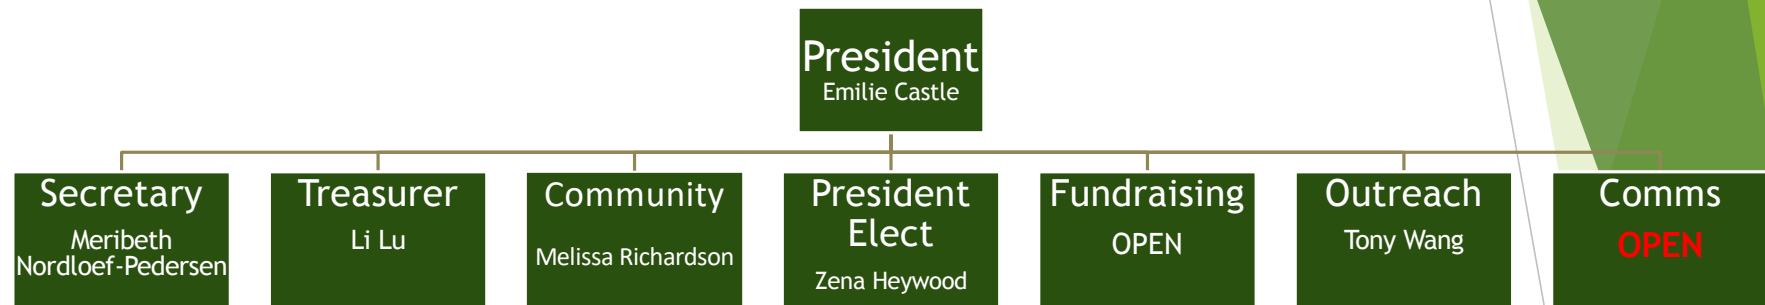 President
Emilie Castle
Secretary
Meribeth
Nordloef-Pedersen
Treasurer
Li Lu
Community
Melissa Richardson
President
Elect
Zena Heywood
Fundraising
OPEN
Outreach
Tony Wang
Comms
OPEN